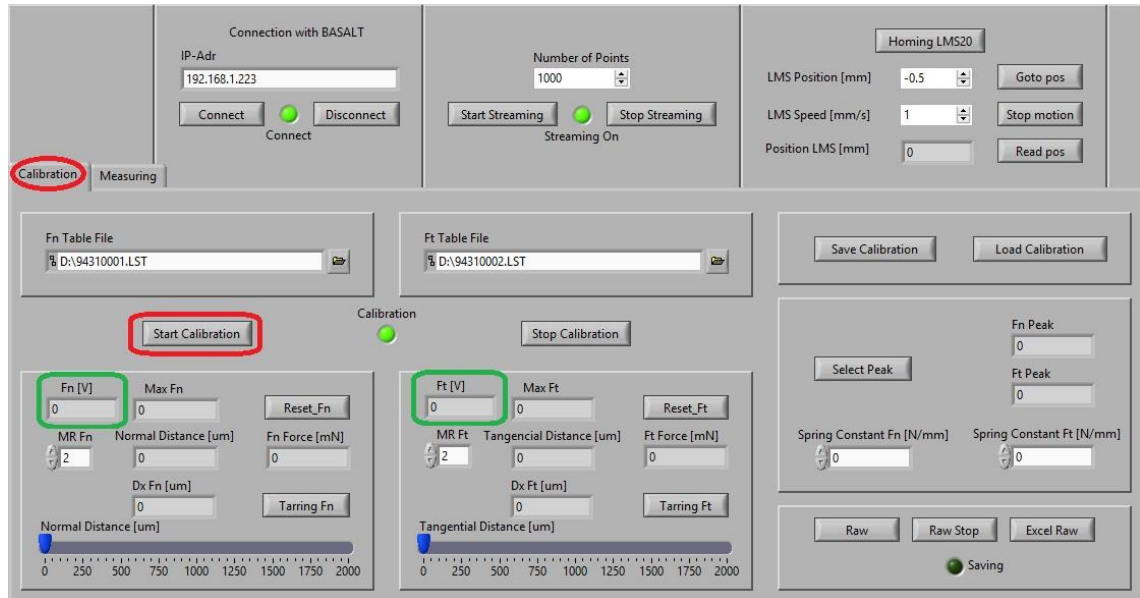 Connection with BASALT
IP-Adr
192.168.1.223
Connect
Disconnect
Connect
Number of Points
1000
Start Streaming
Stop Streaming
Streaming On
Homing LMS20
LMS Position [mm]
-0.5
Goto pos
LMS Speed [mm/s]
1
Stop motion
Position LMS [mm]
0
Read pos
Calibration
Measuring
Fn Table File
D:\94310001.LST
Ft Table File
D:\94310002.LST
Save Calibration
Load Calibration
Start Calibration
Calibration
Stop Calibration
Fn [V]
0
Max Fn
0
Reset_Fn
MR Fn
2
Normal Distance [um]
0
Fn Force [mN]
0
Dx Fn [um]
0
Tarring Fn
Normal Distance [um]
0 250 500 750 1000 1250 1500 1750 2000
Ft [V]
0
Max Ft
0
Reset_Ft
MR Ft
2
Tangencial Distance [um]
0
Ft Force [mN]
0
Dx Ft [um]
0
Tarring Ft
Tangential Distance [um]
0 250 500 750 1000 1250 1500 1750 2000
Select Peak
Fn Peak
0
Ft Peak
0
Spring Constant Fn [N/mm]
0
Spring Constant Ft [N/mm]
0
Raw
Raw Stop
Excel Raw
Saving